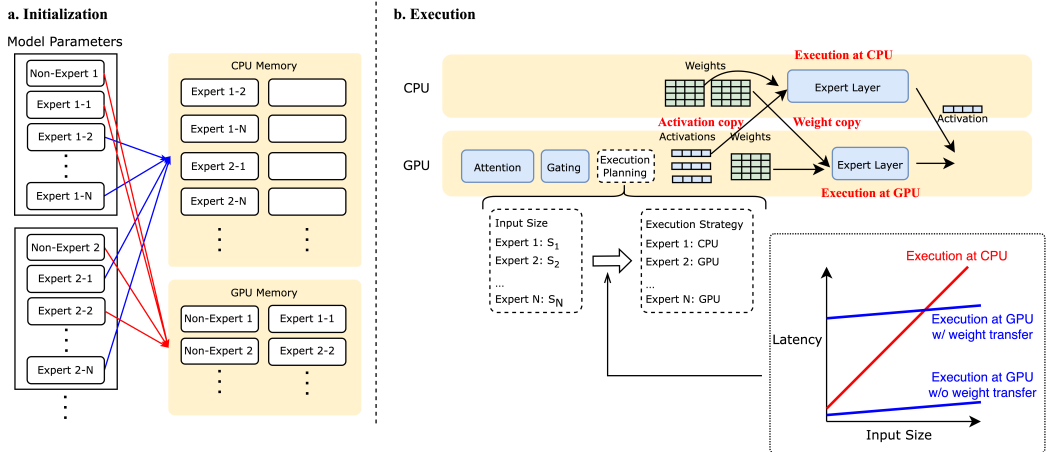 a. Initialization
Model Parameters
Non-Expert 1
Expert 1-1
Expert 1-2
Expert 1-N
Non-Expert 2
Expert 2-1
Expert 2-2
Expert 2-N
CPU Memory
Expert 1-2
Expert 1-N
Expert 2-1
Expert 2-N
GPU Memory
Non-Expert 1
Expert 1-1
Non-Expert 2
Expert 2-2
b. Execution
CPU
Weights
Execution at CPU
Expert Layer
Activation copy
Weight copy
Activation
GPU
Attention
Gating
Execution
Planning
Activations
Weights
Expert Layer
Execution at GPU
Input Size
Expert 1: S1
Expert 2: S2
...
Expert N: SN
Execution Strategy
Expert 1: CPU
Expert 2: GPU
...
Expert N: GPU
Execution at CPU
Execution at GPU
w/ weight transfer
Latency
Execution at GPU
w/o weight transfer
Input Size